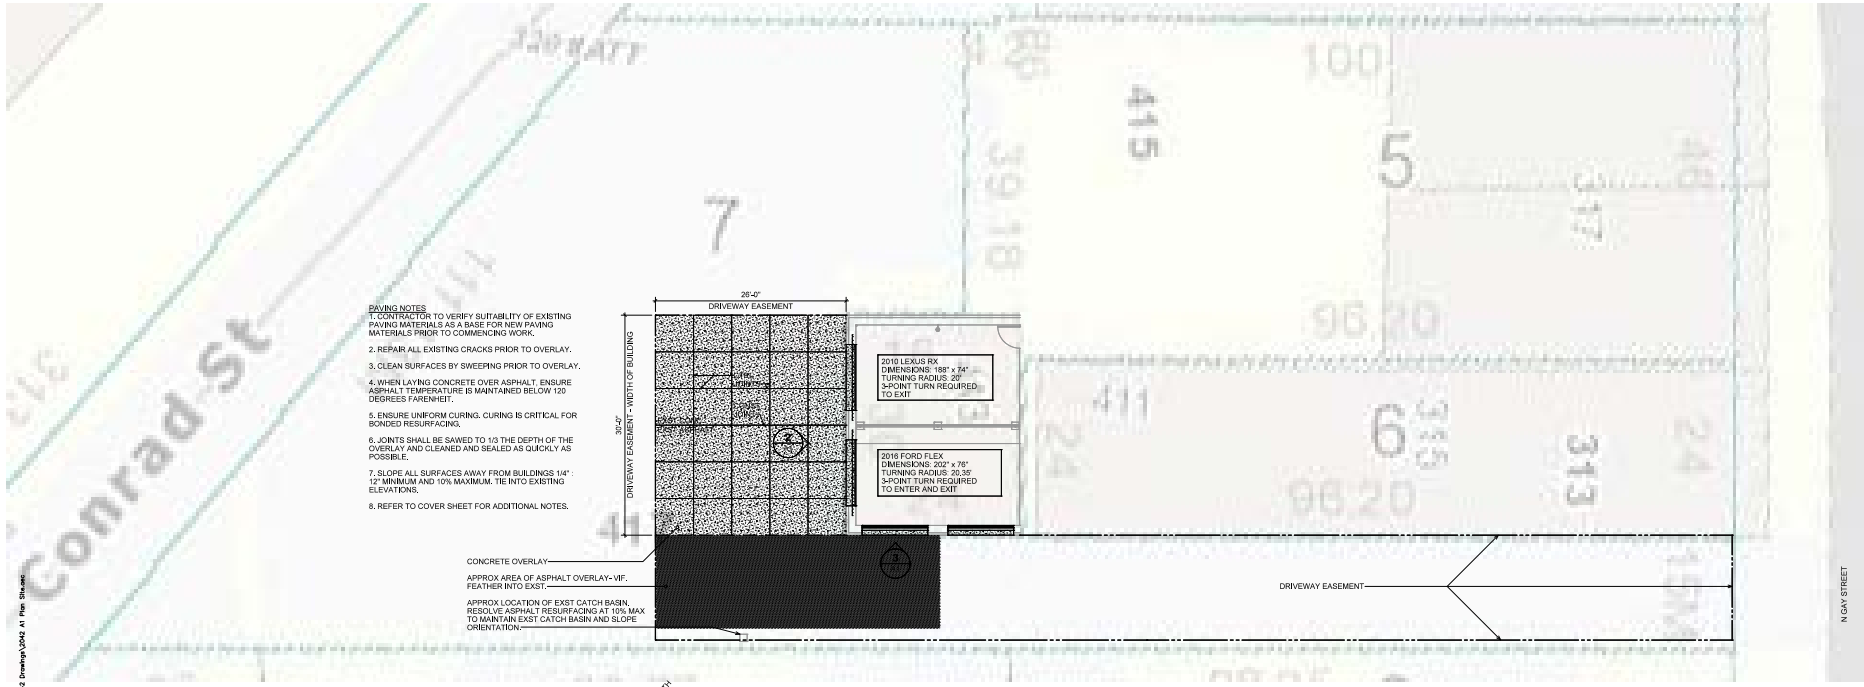 320 BATT
100
415
5
46
317
39
18
7
26'-0"
DRIVEWAY EASEMENT
96.20
PAVING NOTES
1. CONTRACTOR TO VERIFY SUITABILITY OF EXISTING
PAVING MATERIALS AS A BASE FOR NEW PAVING
MATERIALS PRIOR TO COMMENCING WORK.
2. REPAIR ALL EXISTING CRACKS PRIOR TO OVERLAY.
3. CLEAN SURFACES BY SWEEPING PRIOR TO OVERLAY.
4. WHEN LAYING CONCRETE OVER ASPHALT, ENSURE
ASPHALT TEMPERATURE IS MAINTAINED BELOW 120
DEGREES FARENHEIT.
5. ENSURE UNIFORM CURING. CURING IS CRITICAL FOR
BONDED RESURFACING.
6. JOINTS SHALL BE SAWED TO 1/3 THE DEPTH OF THE
OVERLAY AND CLEANED AND SEALED AS QUICKLY AS
POSSIBLE.
7. SLOPE ALL SURFACES AWAY FROM BUILDINGS 1/4" :
12" MINIMUM AND 10% MAXIMUM. TIE INTO EXISTING
ELEVATIONS.
8. REFER TO COVER SHEET FOR ADDITIONAL NOTES.
30'-0"
DRIVEWAY EASEMENT - WIDTH OF BUILDING
2010 LEXUS RX
DIMENSIONS: 188" x 74"
TURNING RADIUS: 20'
3-POINT TURN REQUIRED
TO EXIT
2016 FORD FLEX
DIMENSIONS: 202" x 76"
TURNING RADIUS: 20.35'
3-POINT TURN REQUIRED
TO ENTER AND EXIT
411
6
24
313
24
96.20
Conrad St
313
CONCRETE OVERLAY
APPROX AREA OF ASPHALT OVERLAY- VIF.
FEATHER INTO EXST.
APPROX LOCATION OF EXST CATCH BASIN.
RESOLVE ASPHALT RESURFACING AT 10% MAX
TO MAINTAIN EXST CATCH BASIN AND SLOPE
ORIENTATION.
3
DRIVEWAY EASEMENT
N GAY STREET
-2 Drawings\2042 A1 Plan Site.dwg